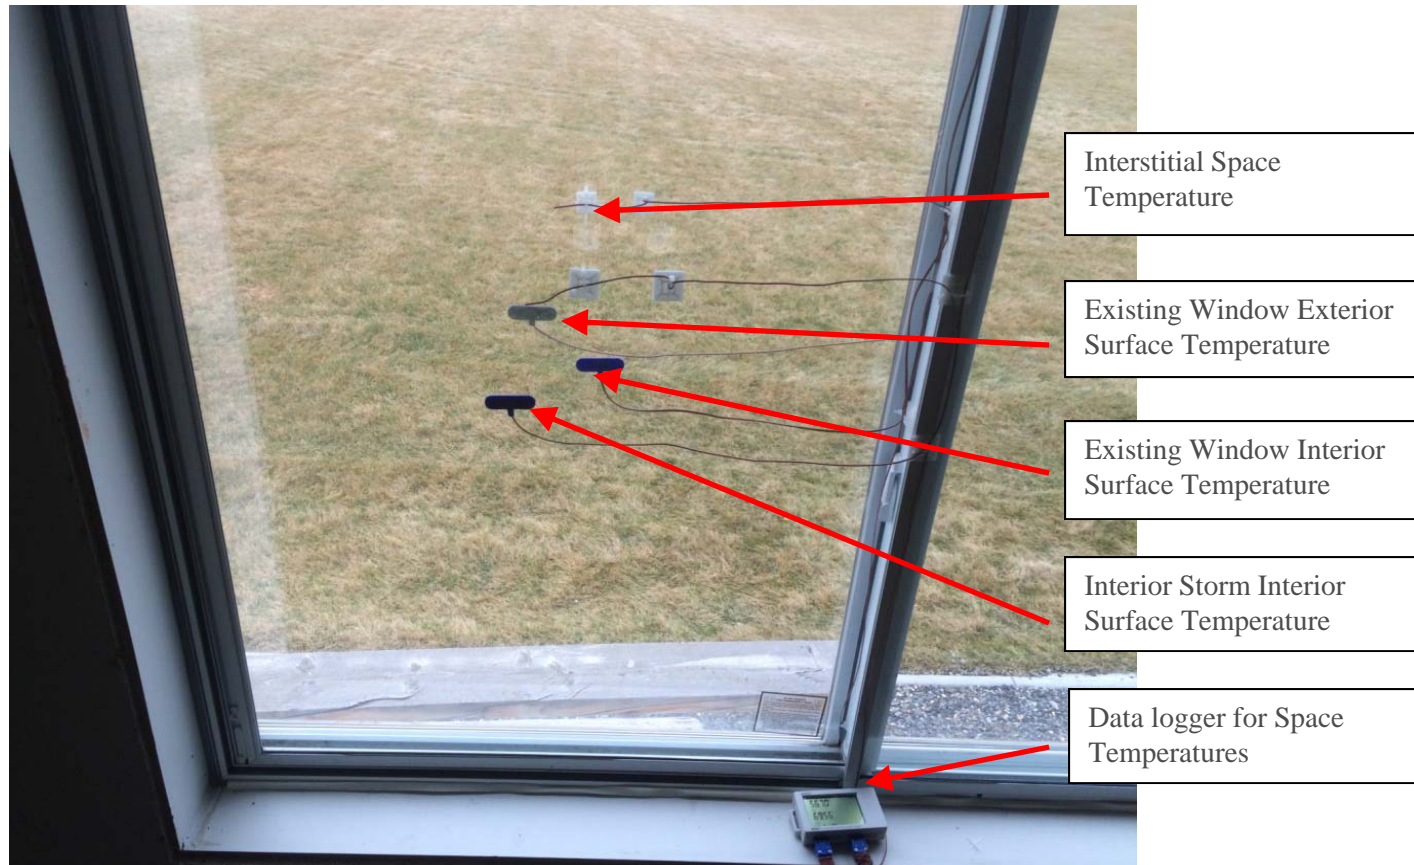 Interstitial Space
Temperature
Existing Window Exterior
Surface Temperature
Existing Window Interior
Surface Temperature
Interior Storm Interior
Surface Temperature
Data logger for Space
Temperatures